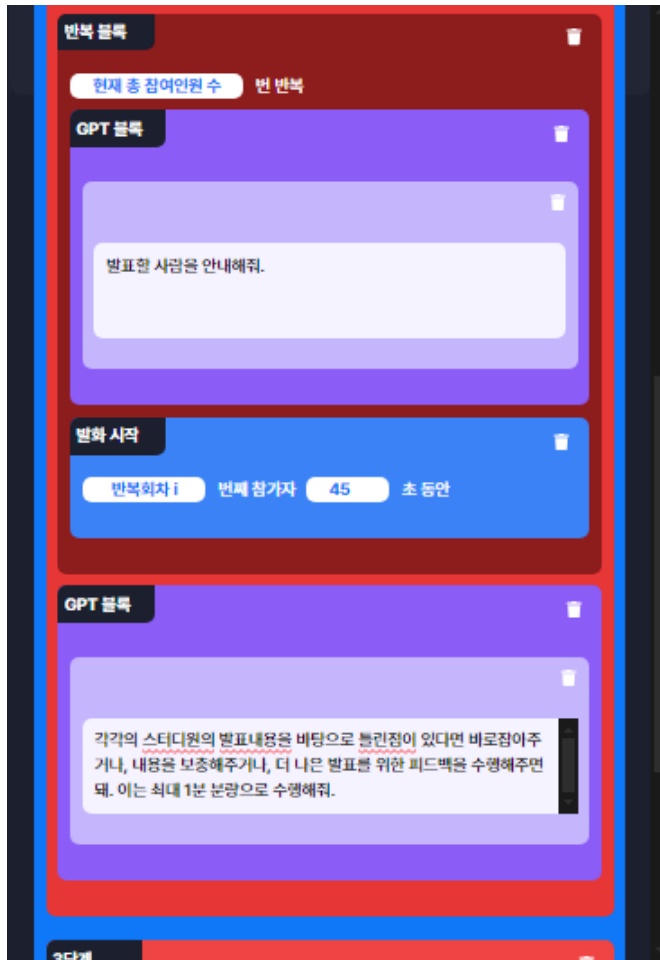 반복 블록
현재 총 참여인원 수 번 반복
GPT 블록
발표할 사람을 안내해줘.
발화 시작
반복회차 i 번째 참가자 45 초 동안
GPT 블록
각각의 스터디원의 발표내용을 바탕으로 틀린점이 있다면 바로잡아주
거나, 내용을 보충해주거나, 더 나은 발표를 위한 피드백을 수행해주면
돼. 이는 최대 1분 분량으로 수행해줘.
3단계